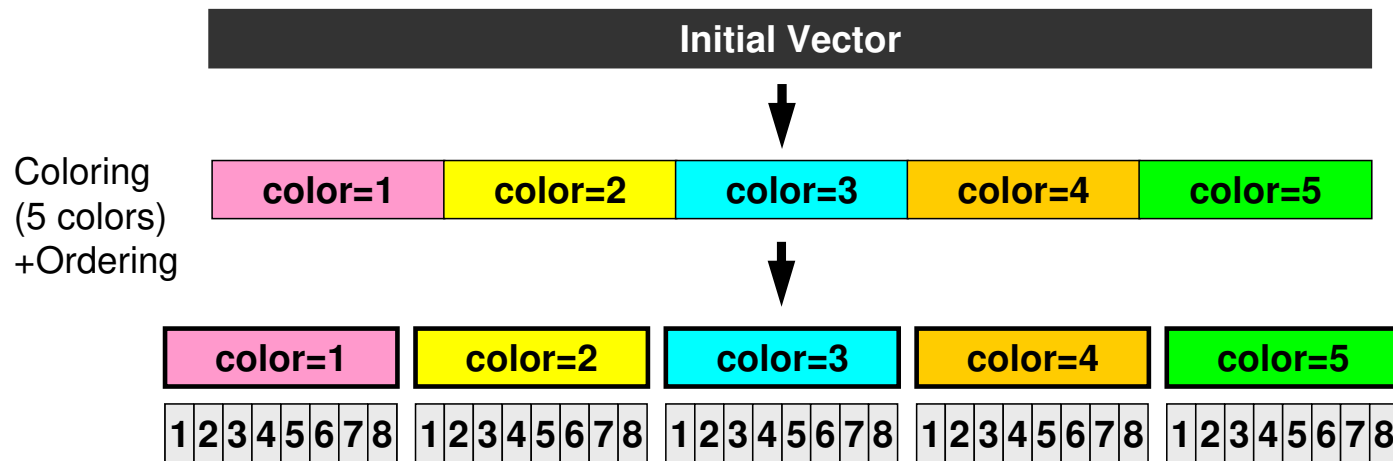 Initial Vector
Coloring
(5 colors)
+Ordering
color=1 color=2 color=3 color=4 color=5
color=1 color=2 color=3 color=4 color=5
1 2 3 4 5 6 7 8 1 2 3 4 5 6 7 8 1 2 3 4 5 6 7 8 1 2 3 4 5 6 7 8 1 2 3 4 5 6 7 8